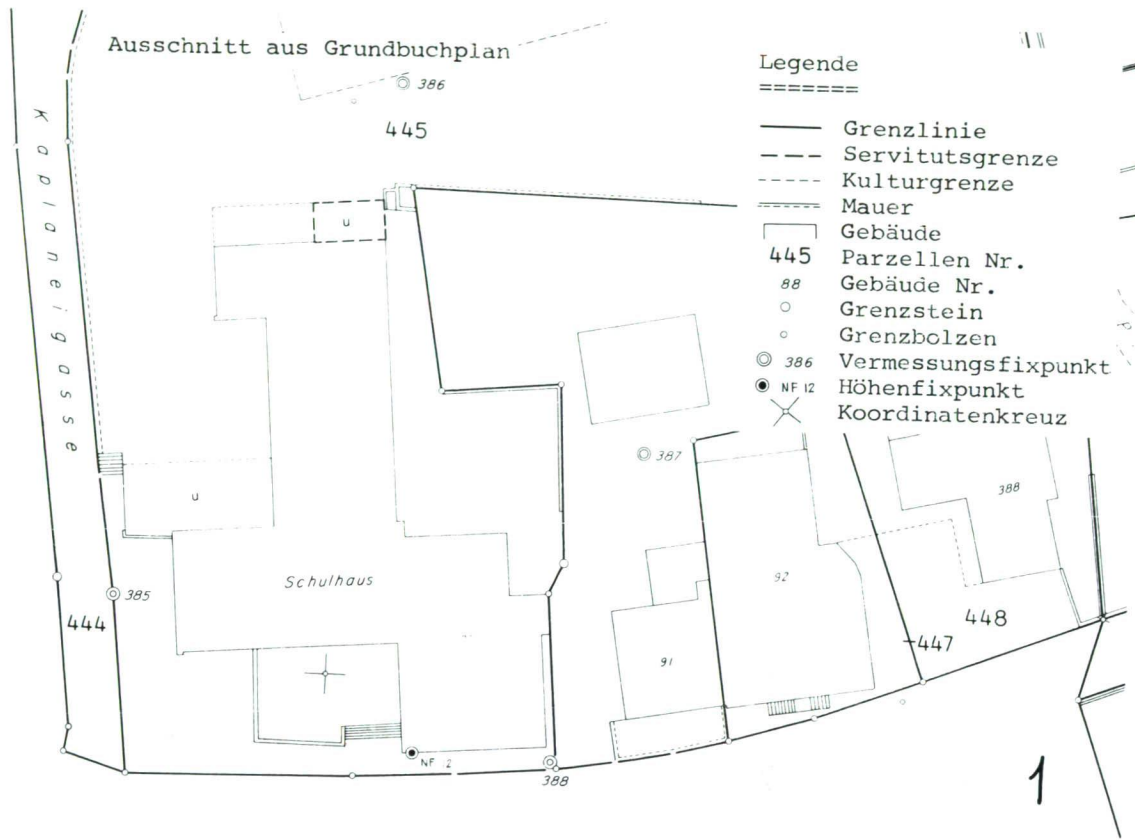 Ausschnitt aus Grundbuchplan
386
445
Kaplaneigasse
u
u
Schulhaus
385
444
NF 12
388
387
91
92
388
447
448
Legende
=======
Grenzlinie
Servitutsgrenze
Kulturgrenze
Mauer
Gebäude
445 Parzellen Nr.
88 Gebäude Nr.
Grenzstein
Grenzbolzen
386 Vermessungsfixpunkt
NF 12 Höhenfixpunkt
Koordinatenkreuz
1